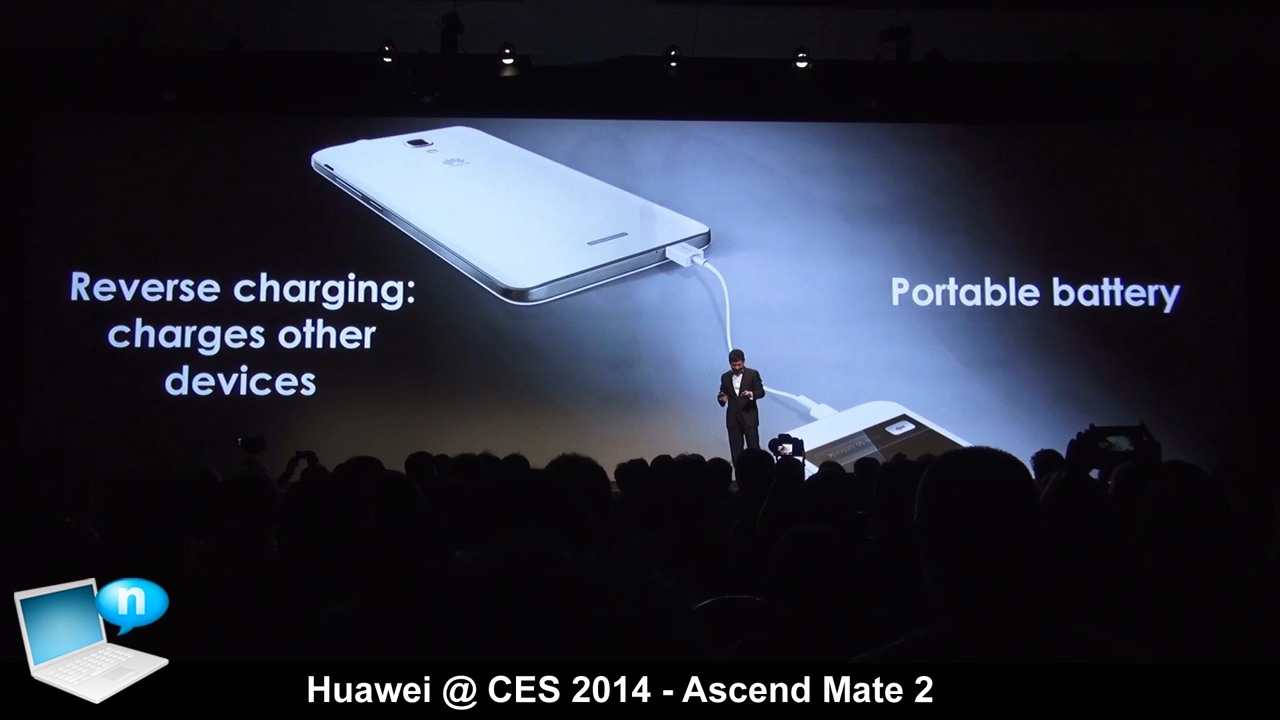 Reverse charging:
charges other
devices
Portable battery
n
Huawei @ CES 2014 - Ascend Mate 2